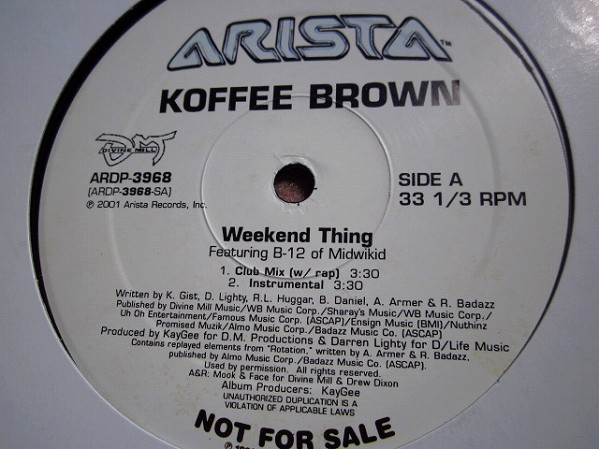 ARISTA™
KOFFEE BROWN
DMT
DIVINE MILL
ARDP-3968
(ARDP-3968-SA)
℗ 2001 Arista Records, Inc.
SIDE A
33 1/3 RPM
Weekend Thing
Featuring B-12 of Midwikid
1. Club Mix (w/ rap) 3:30
2. Instrumental 3:30
Written by K. Gist, D. Lighty, R.L. Huggar, B. Daniel, A. Armer & R. Badazz
Published by Divine Mill Music/WB Music Corp./Sharay's Music/WB Music Corp./
Uh Oh Entertainment/Famous Music Corp. (ASCAP)/Ensign Music (BMI)/Nuthinz
Promised Muzik/Almo Music Corp./Badazz Music Co. (ASCAP)
Produced by KayGee for D.M. Productions & Darren Lighty for D/Life Music
Contains replayed elements from "Rotation," written by A. Armer & R. Badazz,
published by Almo Music Corp./Badazz Music Co. (ASCAP).
Used by permission. All rights reserved.
A&R: Mook & Face for Divine Mill & Drew Dixon
Album Producers: KayGee
UNAUTHORIZED DUPLICATION IS A
VIOLATION OF APPLICABLE LAWS
NOT FOR SALE